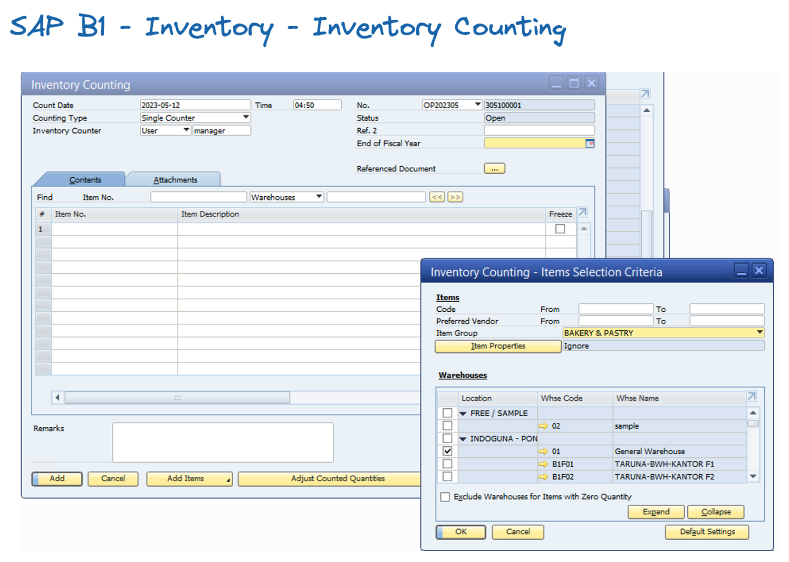 SAP B1 - Inventory - Inventory Counting
Inventory Counting
Count Date 2023-05-12 Time 04:50 No. OP202305 305100001
Counting Type Single Counter Status Open
Inventory Counter User manager Ref. 2
End of Fiscal Year
Referenced Document ...
Contents Attachments
Find Item No. Warehouses << >>
# Item No. Item Description Freeze
1
Inventory Counting - Items Selection Criteria
Items
Code From To
Preferred Vendor From To
Item Group BAKERY & PASTRY
Item Properties Ignore
Warehouses
Location Whse Code Whse Name
FREE / SAMPLE
02 sample
INDOGUNA - PON
01 General Warehouse
B1F01 TARUNA-BWH-KANTOR F1
B1F02 TARUNA-BWH-KANTOR F2
Exclude Warehouses for Items with Zero Quantity
Expand Collapse
OK Cancel Default Settings
Remarks
Add Cancel Add Items Adjust Counted Quantities